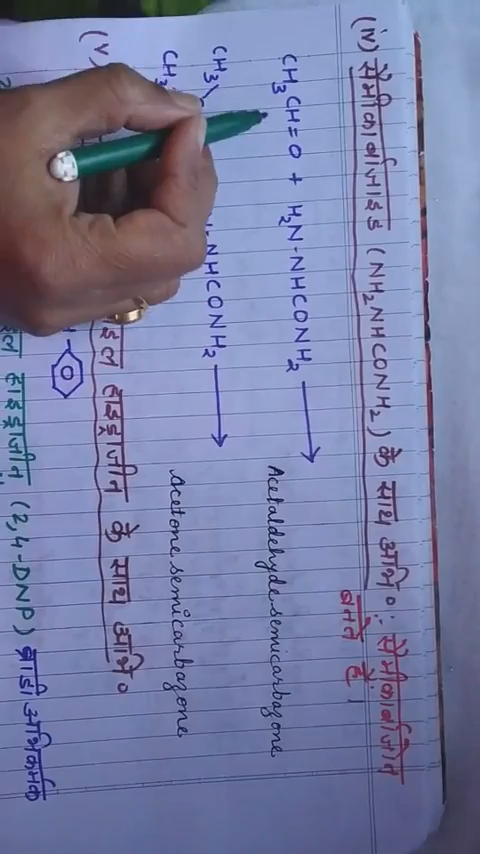 (iv) सेमीकार्बाजाइड (NH₂NHCONH₂) के साथ अभि० : सेमीकार्बाजोन
बनते हैं।
CH₃CH=O + H₂N-NHCONH₂ ⟶
Acetaldehyde semicarbazone
CH₃
NHCONH₂ ⟶
CH₃
Acetone semicarbazone
(v)
हाइड्राजीन के साथ अभि०
हाइड्राजीन (2,4-DNP) ब्राडी अभिकर्मक